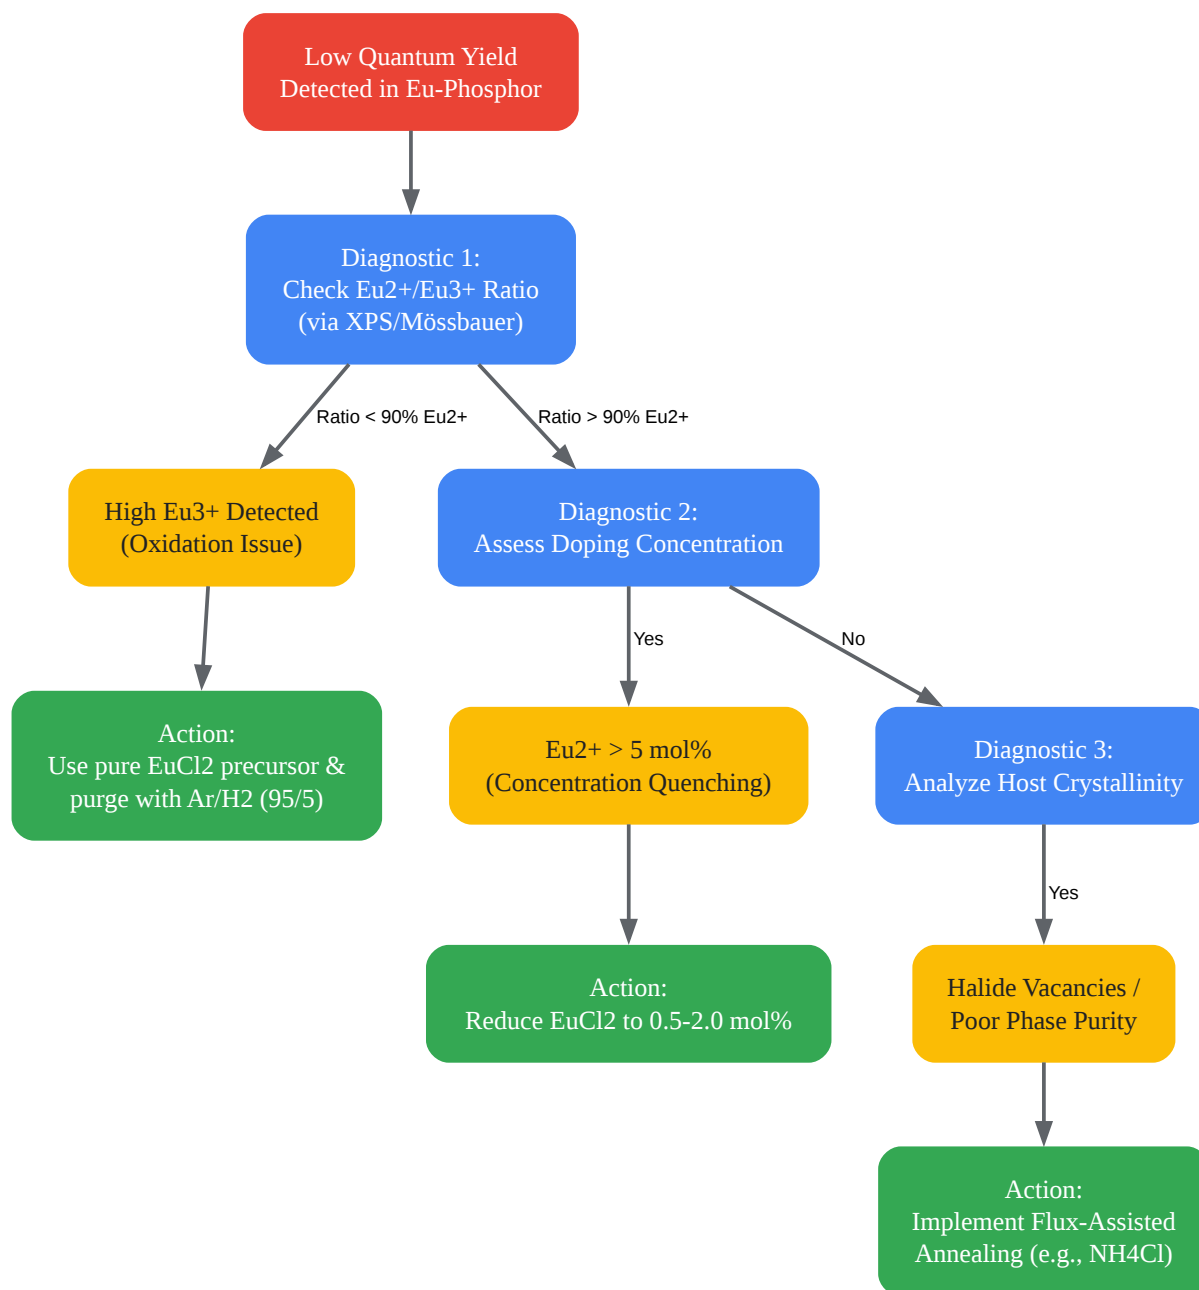 Low Quantum Yield
Detected in Eu-Phosphor
Diagnostic 1:
Check Eu2+/Eu3+ Ratio
(via XPS/Mössbauer)
Ratio < 90% Eu2+
Ratio > 90% Eu2+
High Eu3+ Detected
(Oxidation Issue)
Diagnostic 2:
Assess Doping Concentration
Yes
No
Action:
Use pure EuCl2 precursor &
purge with Ar/H2 (95/5)
Eu2+ > 5 mol%
(Concentration Quenching)
Diagnostic 3:
Analyze Host Crystallinity
Yes
Action:
Reduce EuCl2 to 0.5-2.0 mol%
Halide Vacancies /
Poor Phase Purity
Action:
Implement Flux-Assisted
Annealing (e.g., NH4Cl)